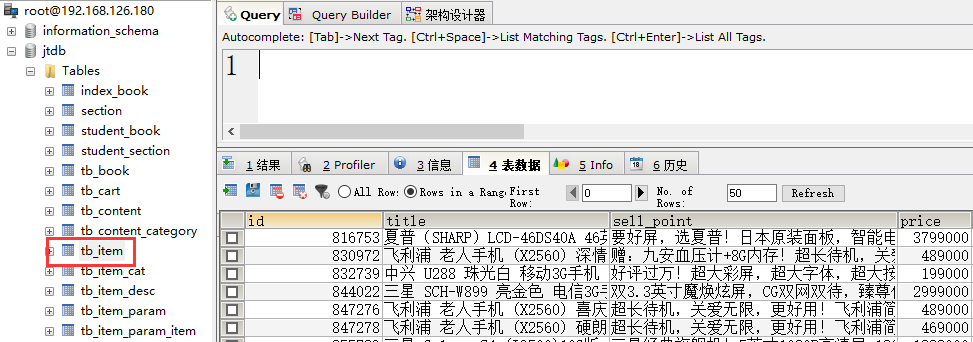 root@192.168.126.180
information_schema
jtdb
Tables
index_book
section
student_book
student_section
tb_book
tb_cart
tb_content
tb_content_category
tb_item
tb_item_cat
tb_item_desc
tb_item_param
tb_item_param_item
Query Query Builder 架构设计器
Autocomplete: [Tab]->Next Tag. [Ctrl+Space]->List Matching Tags. [Ctrl+Enter]->List All Tags.
1
1 结果 2 Profiler 3 信息 4 表数据 5 Info 6 历史
All Row: Rows in a Rang First Row: 0 No. of Rows: 50 Refresh
id title sell_point price
816753 夏普 (SHARP) LCD-46DS40A 46 要好屏，选夏普！日本原装面板，智能电 3799000
830972 飞利浦 老人手机 (X2560) 深情 赠：九安血压计+8G内存！超长待机，关爱 489000
832739 中兴 U288 珠光白 移动3G手机 好评过万！超大彩屏，超大字体，超大按 199000
844022 三星 SCH-W899 亮金色 电信3G手 双3.3英寸魔焕炫屏，CG双网双待，臻尊 2999000
847276 飞利浦 老人手机 (X2560) 喜庆 超长待机，关爱无限，更好用！飞利浦简 489000
847278 飞利浦 老人手机 (X2560) 硬朗 超长待机，关爱无限，更好用！飞利浦简 469000